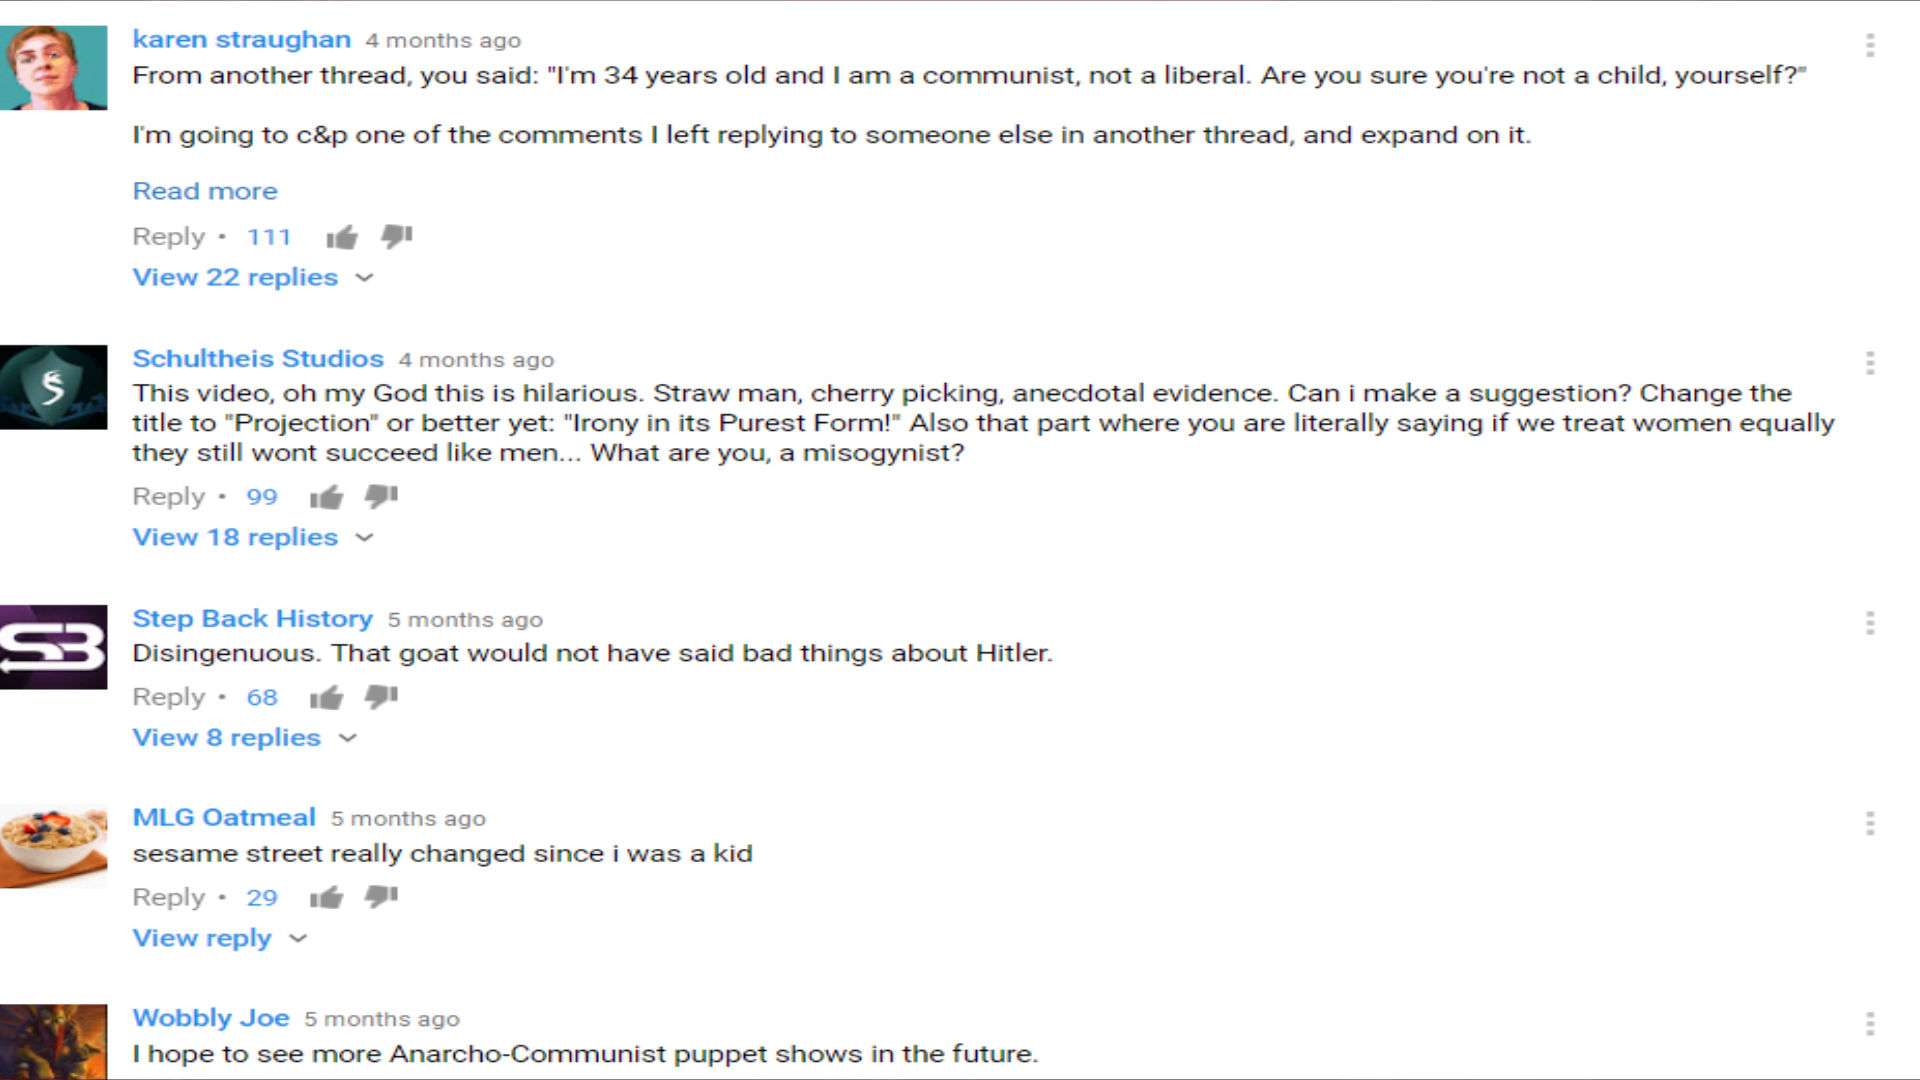 karen straughan 4 months ago
From another thread, you said: "I'm 34 years old and I am a communist, not a liberal. Are you sure you're not a child, yourself?"
I'm going to c&p one of the comments I left replying to someone else in another thread, and expand on it.
Read more
Reply • 111
View 22 replies
Schultheis Studios 4 months ago
This video, oh my God this is hilarious. Straw man, cherry picking, anecdotal evidence. Can i make a suggestion? Change the
title to "Projection" or better yet: "Irony in its Purest Form!" Also that part where you are literally saying if we treat women equally
they still wont succeed like men... What are you, a misogynist?
Reply • 99
View 18 replies
SB
Step Back History 5 months ago
Disingenuous. That goat would not have said bad things about Hitler.
Reply • 68
View 8 replies
MLG Oatmeal 5 months ago
sesame street really changed since i was a kid
Reply • 29
View reply
Wobbly Joe 5 months ago
I hope to see more Anarcho-Communist puppet shows in the future.